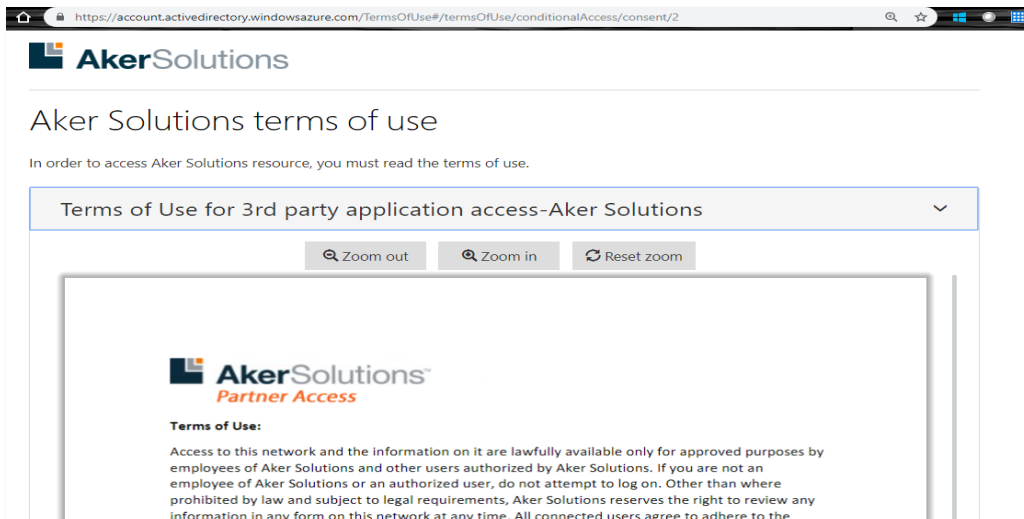 https://account.activedirectory.windowsazure.com/TermsOfUse#/termsOfUse/conditionalAccess/consent/2
AkerSolutions
Aker Solutions terms of use
In order to access Aker Solutions resource, you must read the terms of use.
Terms of Use for 3rd party application access-Aker Solutions
Zoom out Zoom in Reset zoom
AkerSolutions™
Partner Access
Terms of Use:
Access to this network and the information on it are lawfully available only for approved purposes by
employees of Aker Solutions and other users authorized by Aker Solutions. If you are not an
employee of Aker Solutions or an authorized user, do not attempt to log on. Other than where
prohibited by law and subject to legal requirements, Aker Solutions reserves the right to review any
information in any form on this network at any time. All connected users agree to adhere to the